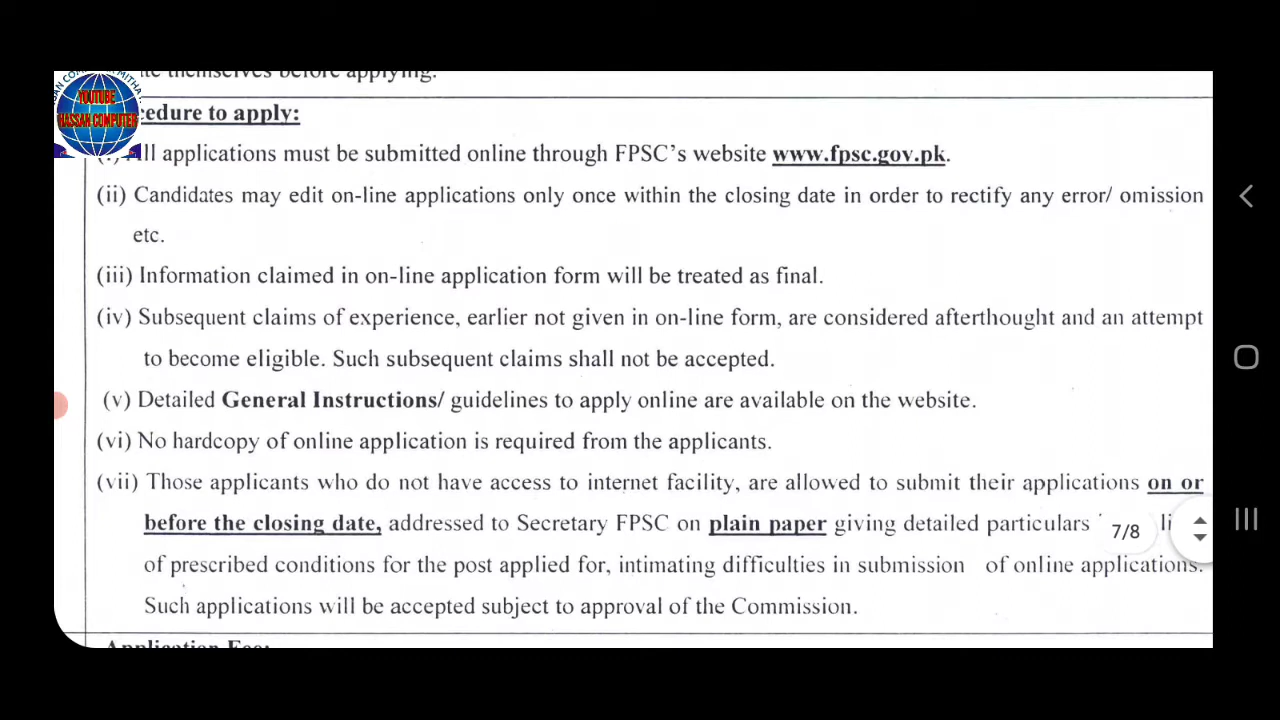 themselves before applying.
cedure to apply:
All applications must be submitted online through FPSC's website www.fpsc.gov.pk.
(ii) Candidates may edit on-line applications only once within the closing date in order to rectify any error/ omission
etc.
(iii) Information claimed in on-line application form will be treated as final.
(iv) Subsequent claims of experience, earlier not given in on-line form, are considered afterthought and an attempt
to become eligible. Such subsequent claims shall not be accepted.
(v) Detailed General Instructions/ guidelines to apply online are available on the website.
(vi) No hardcopy of online application is required from the applicants.
(vii) Those applicants who do not have access to internet facility, are allowed to submit their applications on or
before the closing date, addressed to Secretary FPSC on plain paper giving detailed particulars
of prescribed conditions for the post applied for, intimating difficulties in submission of online applications.
Such applications will be accepted subject to approval of the Commission.
Application Fee:
YOUTUBE
HASSAN COMPUTER
7/8